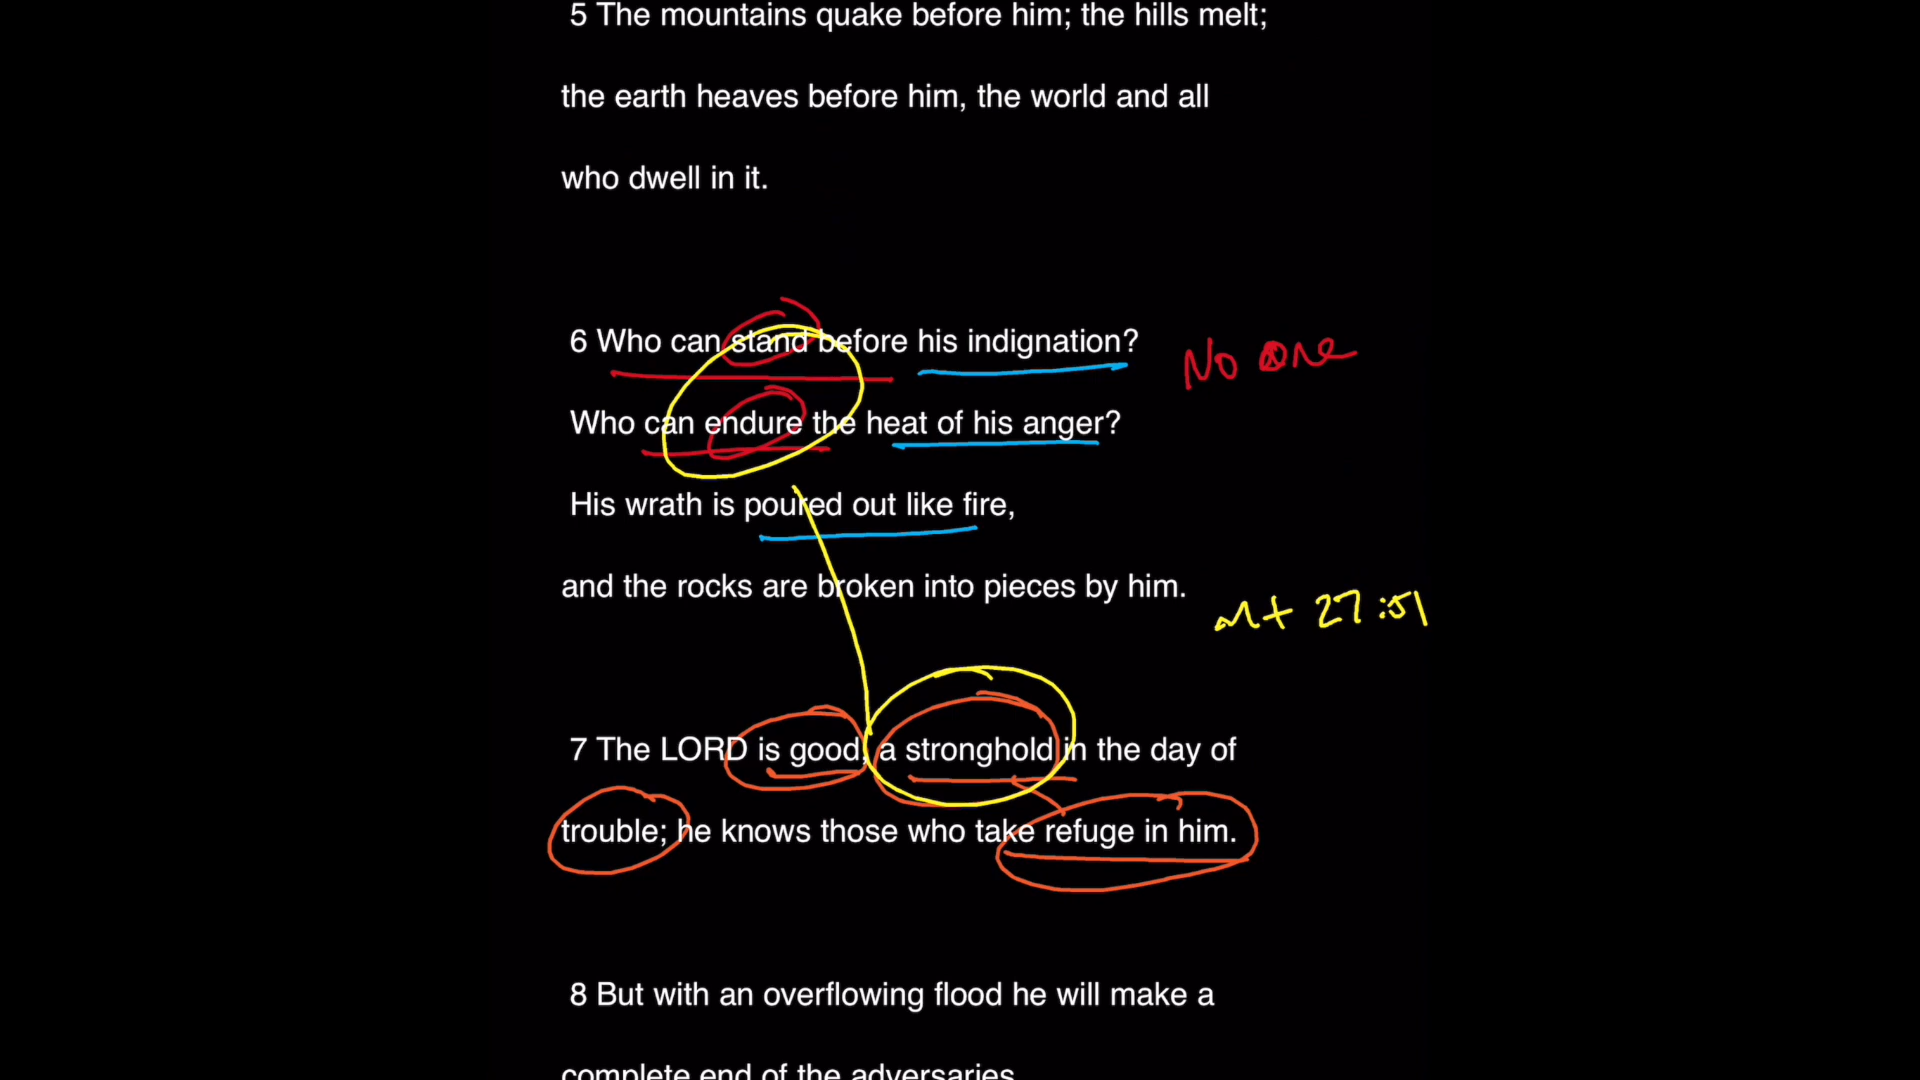 5 The mountains quake before him; the hills melt;
the earth heaves before him, the world and all
who dwell in it.
6 Who can stand before his indignation?
No one
Who can endure the heat of his anger?
His wrath is poured out like fire,
and the rocks are broken into pieces by him.
Mt 27:51
7 The LORD is good, a stronghold in the day of
trouble; he knows those who take refuge in him.
8 But with an overflowing flood he will make a
complete end of the adversaries